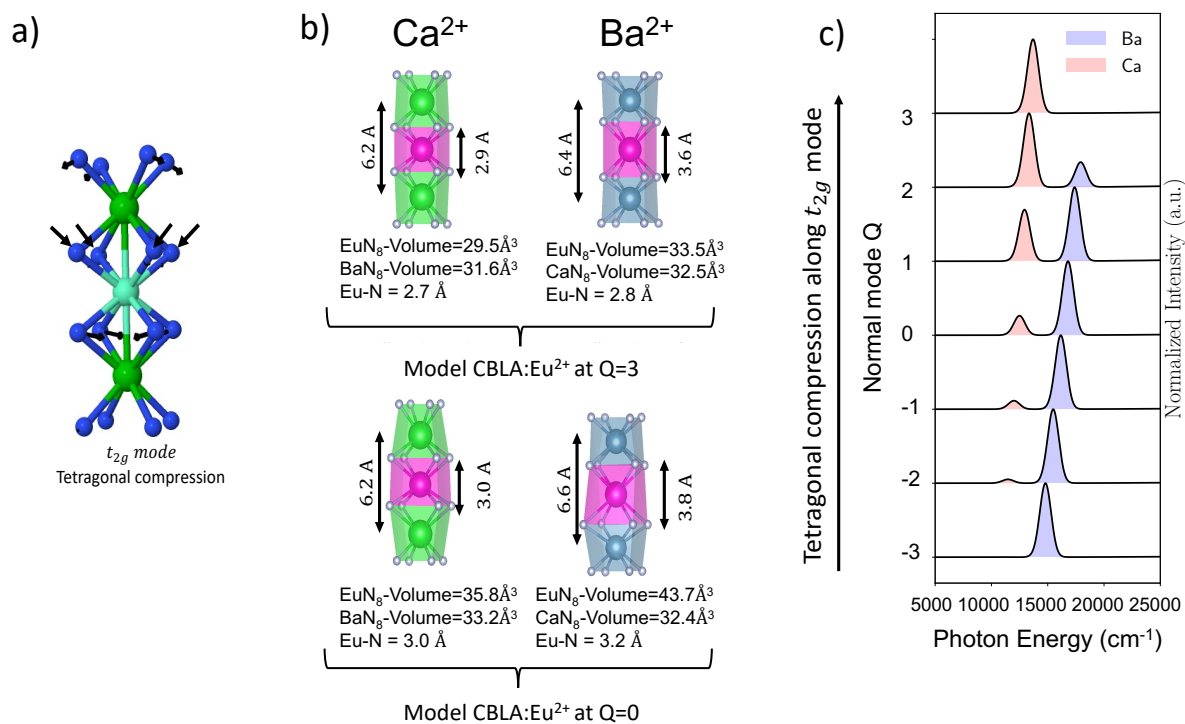 a)
t₂g mode
Tetragonal compression
b)
Ca²⁺
Ba²⁺
6.2 A
2.9 A
6.4 A
3.6 A
EuN₈-Volume=29.5Å³
BaN₈-Volume=31.6Å³
Eu-N = 2.7 Å
EuN₈-Volume=33.5Å³
CaN₈-Volume=32.5Å³
Eu-N = 2.8 Å
Model CBLA:Eu²⁺ at Q=3
6.2 A
3.0 A
6.6 A
3.8 A
EuN₈-Volume=35.8Å³
BaN₈-Volume=33.2Å³
Eu-N = 3.0 Å
EuN₈-Volume=43.7Å³
CaN₈-Volume=32.4Å³
Eu-N = 3.2 Å
Model CBLA:Eu²⁺ at Q=0
c)
Ba
Ca
Tetragonal compression along t₂g mode
Normal mode Q
3
2
1
0
-1
-2
-3
Normalized Intensity (a.u.)
5000 10000 15000 20000 25000
Photon Energy (cm⁻¹)